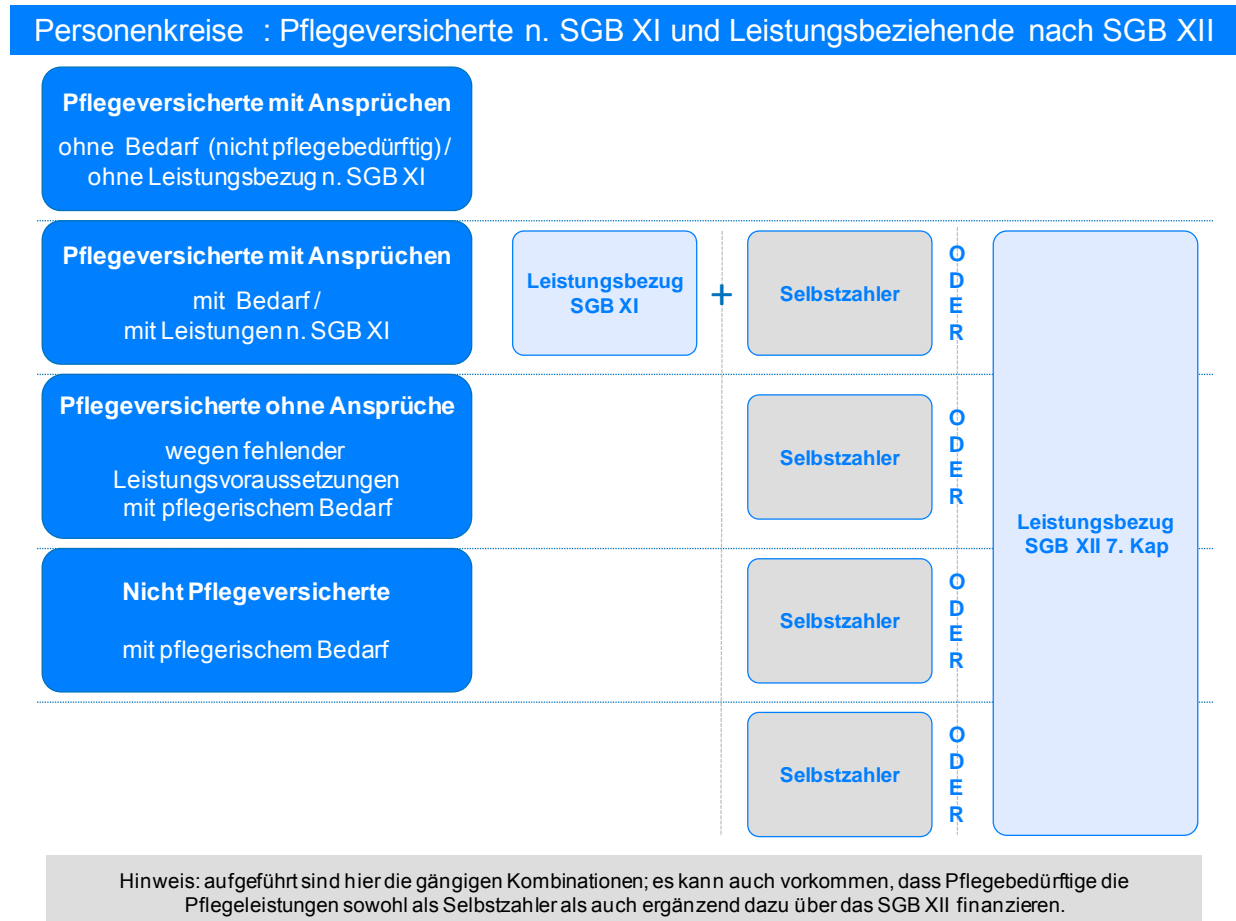 Personenkreise : Pflegeversicherte n. SGB XI und Leistungsbeziehende nach SGB XII
Pflegeversicherte mit Ansprüchen
ohne Bedarf (nicht pflegebedürftig) /
ohne Leistungsbezug n. SGB XI
Pflegeversicherte mit Ansprüchen
mit Bedarf /
mit Leistungen n. SGB XI
Leistungsbezug
SGB XI
+
Selbstzahler
O
D
E
R
Pflegeversicherte ohne Ansprüche
wegen fehlender
Leistungsvoraussetzungen
mit pflegerischem Bedarf
Selbstzahler
O
D
E
R
Leistungsbezug
SGB XII 7. Kap
Nicht Pflegeversicherte
mit pflegerischem Bedarf
Selbstzahler
O
D
E
R
Selbstzahler
O
D
E
R
Hinweis: aufgeführt sind hier die gängigen Kombinationen; es kann auch vorkommen, dass Pflegebedürftige die
Pflegeleistungen sowohl als Selbstzahler als auch ergänzend dazu über das SGB XII finanzieren.